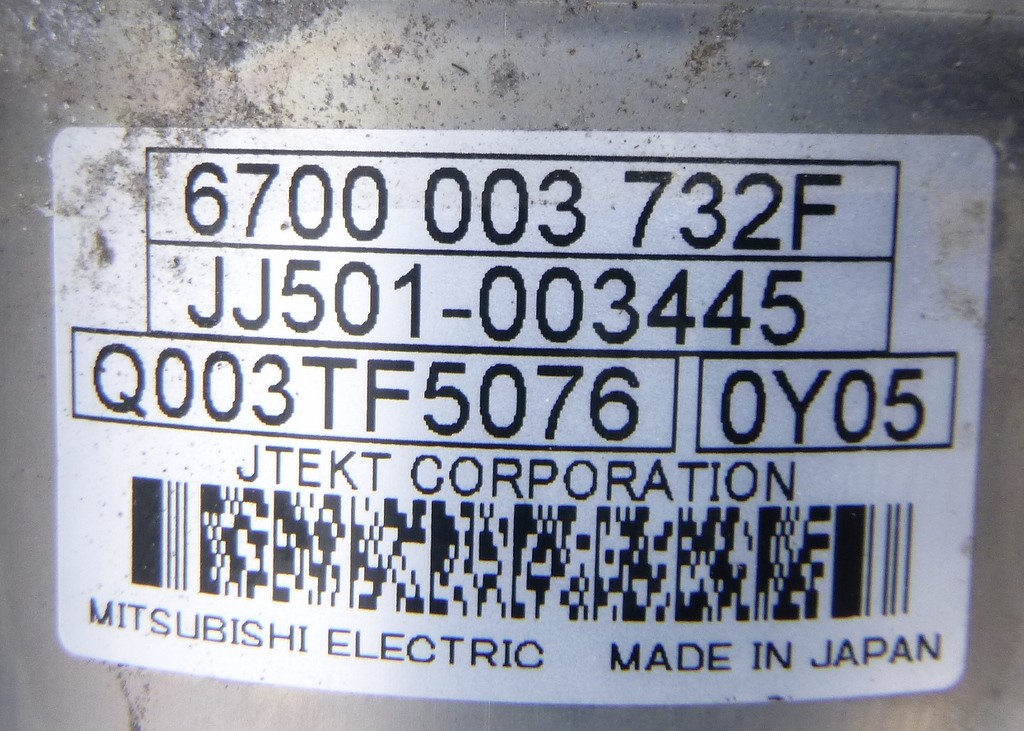 6700 003 732F
JJ501-003445
Q003TF5076 0Y05
JTEKT CORPORATION
MITSUBISHI ELECTRIC MADE IN JAPAN